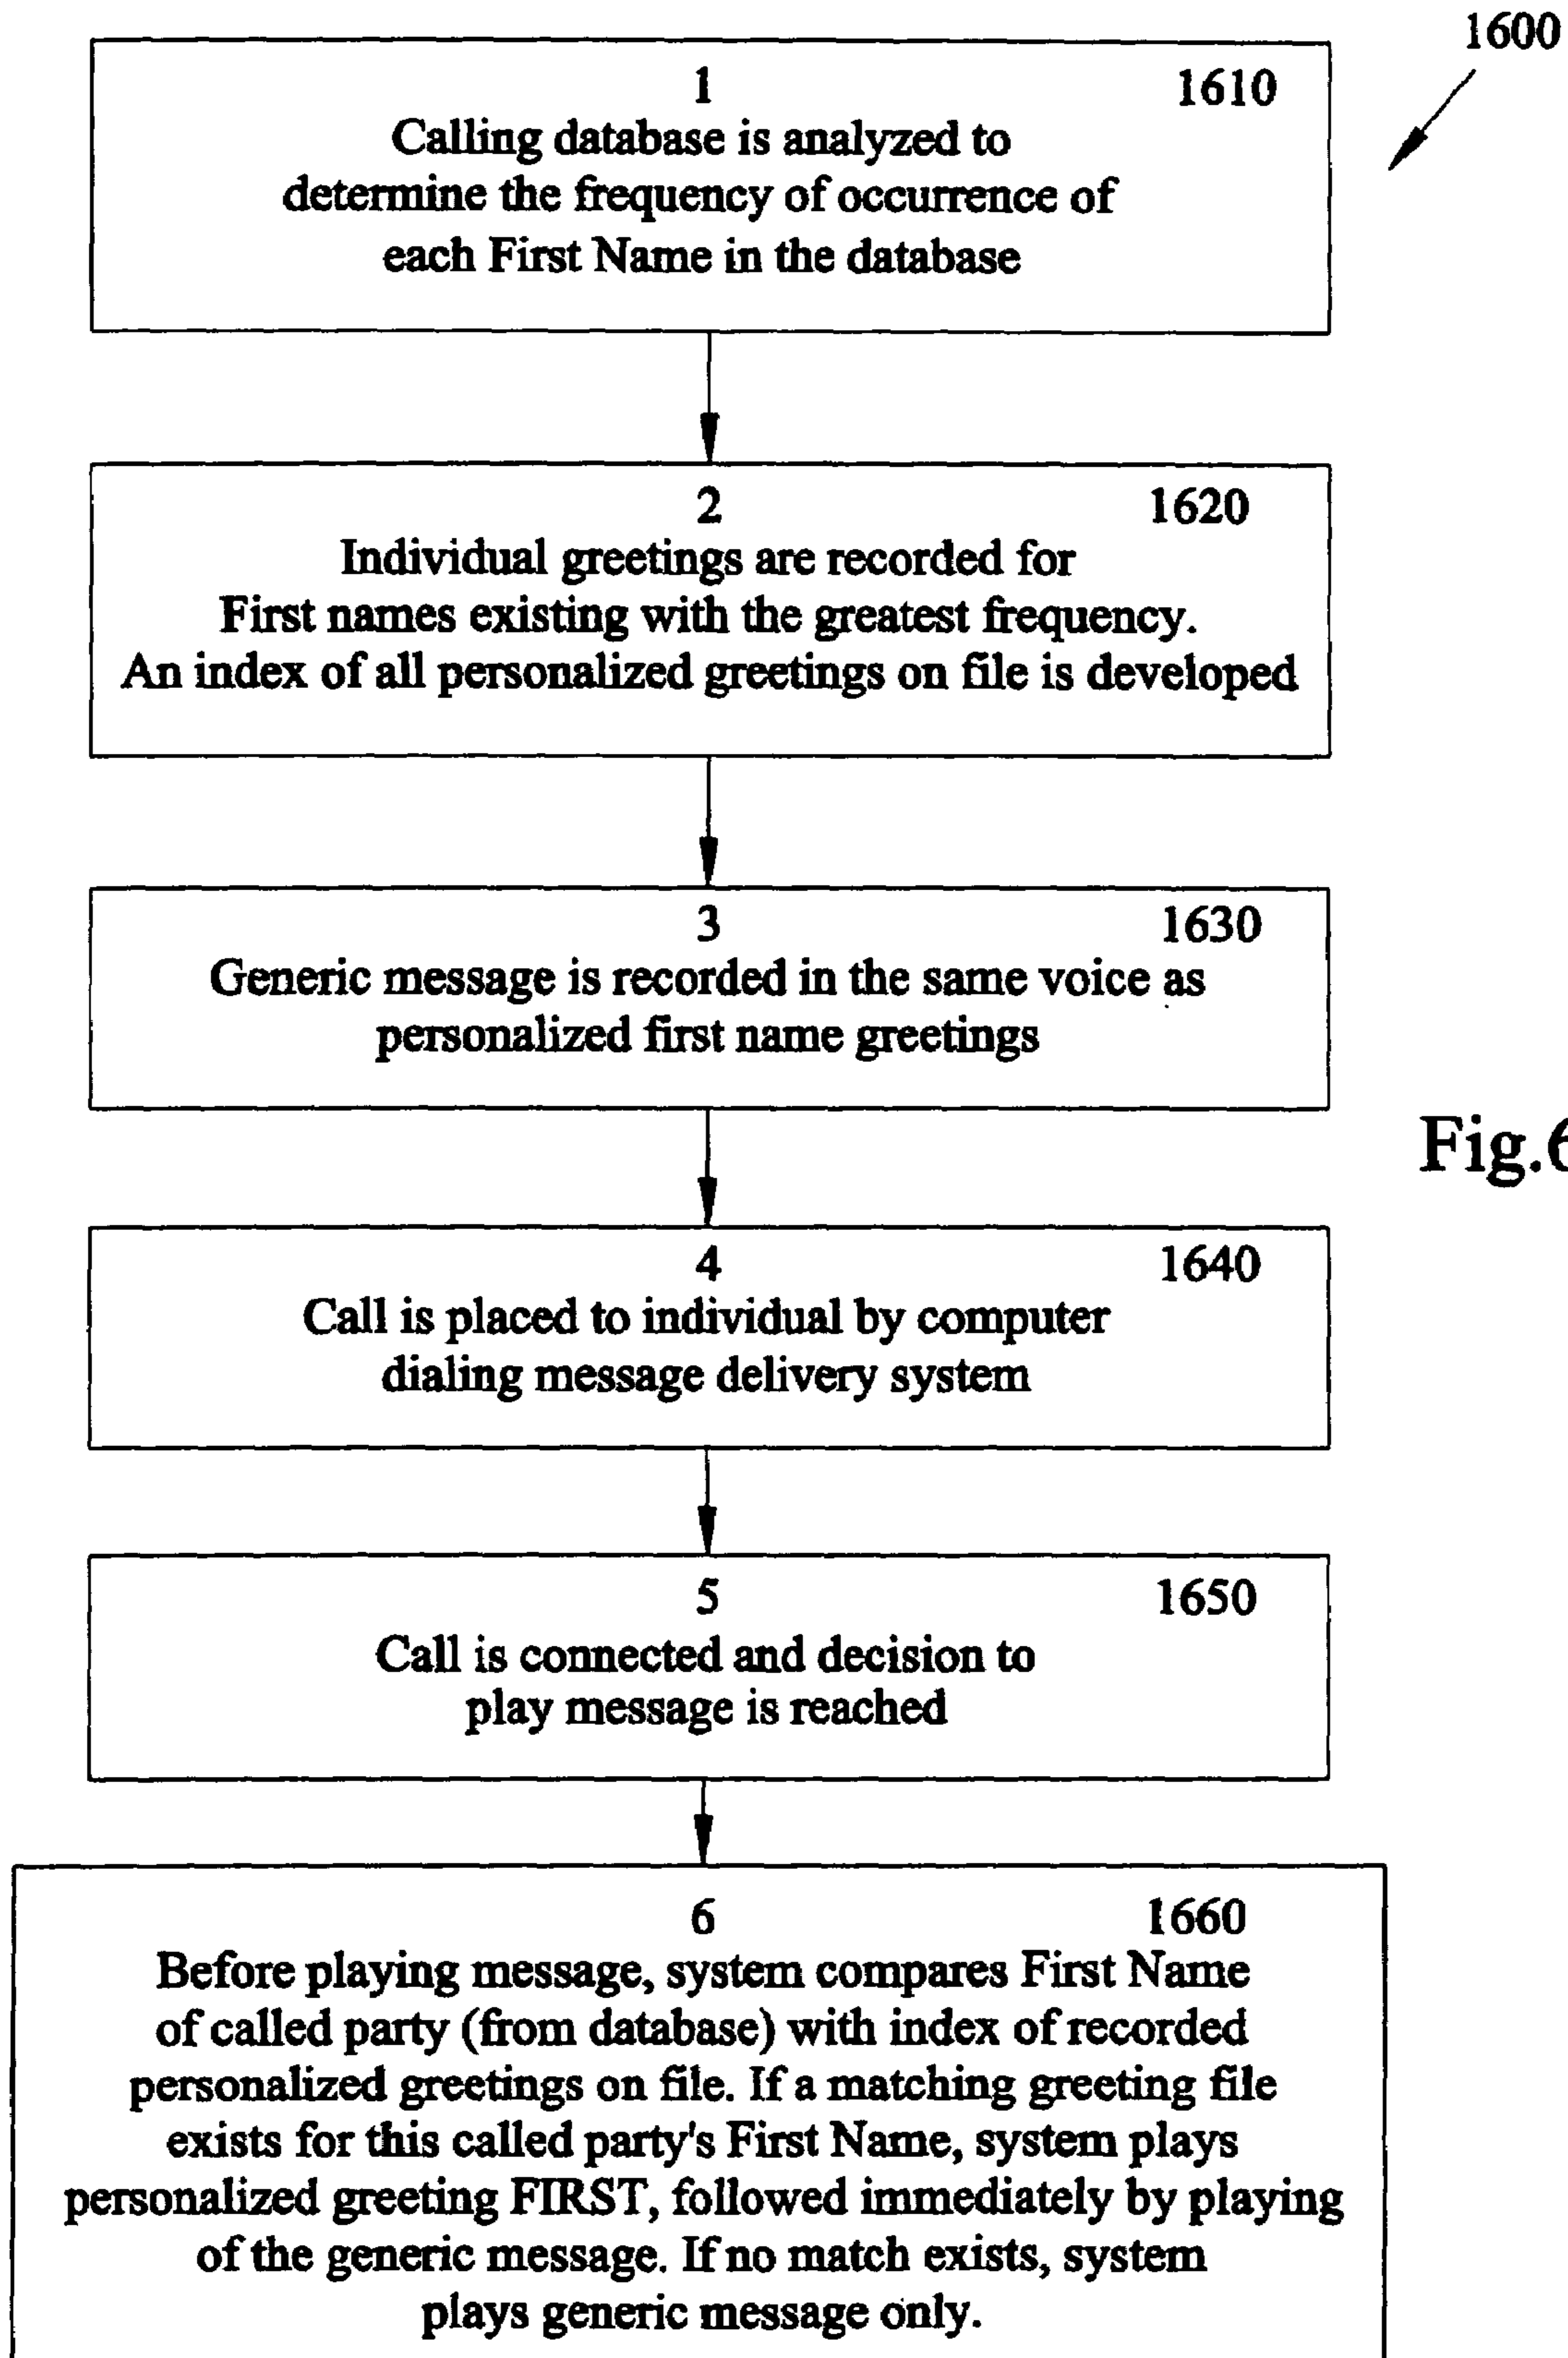 1600
1 1610
Calling database is analyzed to
determine the frequency of occurrence of
each First Name in the database
2 1620
Individual greetings are recorded for
First names existing with the greatest frequency.
An index of all personalized greetings on file is developed
3 1630
Generic message is recorded in the same voice as
personalized first name greetings
Fig.6
4 1640
Call is placed to individual by computer
dialing message delivery system
5 1650
Call is connected and decision to
play message is reached
6 1660
Before playing message, system compares First Name
of called party (from database) with index of recorded
personalized greetings on file. If a matching greeting file
exists for this called party's First Name, system plays
personalized greeting FIRST, followed immediately by playing
of the generic message. If no match exists, system
plays generic message only.